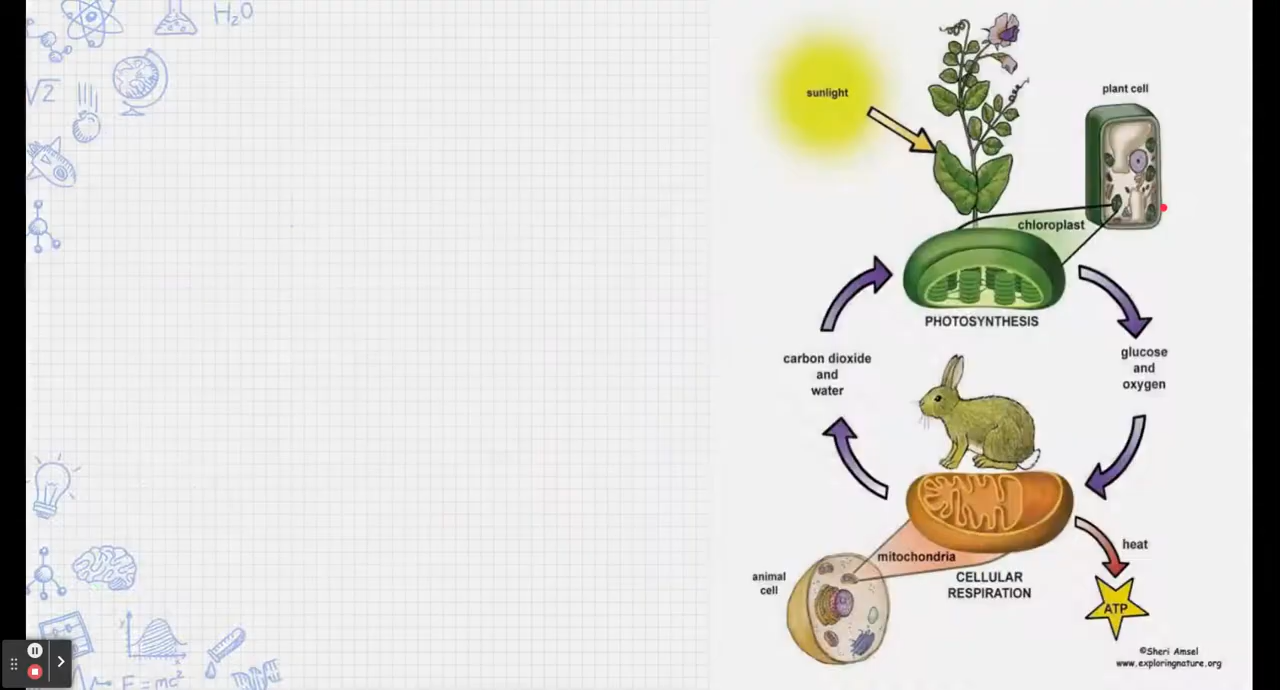 H₂O
√2
sunlight
plant cell
chloroplast
PHOTOSYNTHESIS
carbon dioxide
and
water
glucose
and
oxygen
mitochondria
heat
animal
cell
CELLULAR
RESPIRATION
ATP
©Sheri Amsel
www.exploringnature.org
E=mc²